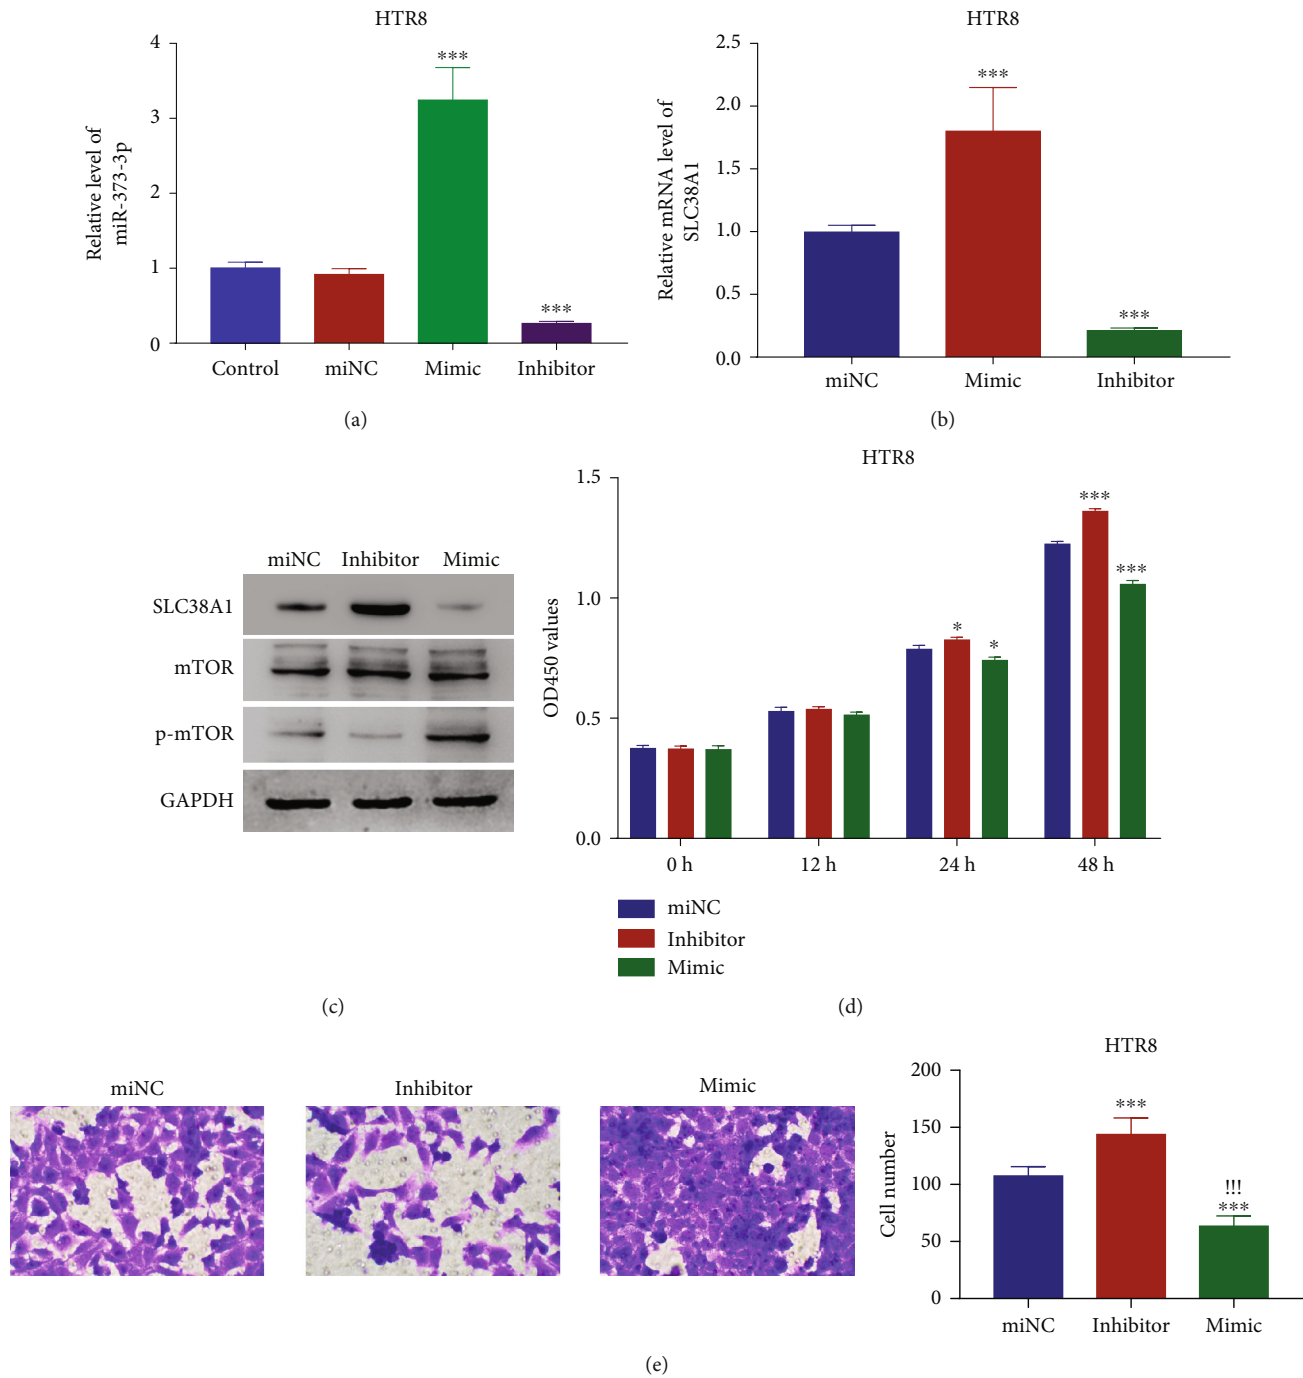 HTR8
Relative level of
miR-373-3p
4
3
2
1
0
***
***
Control miNC Mimic Inhibitor
(a)
HTR8
Relative mRNA level of
SLC38A1
2.5
2.0
1.5
1.0
0.5
0.0
***
***
miNC Mimic Inhibitor
(b)
miNC Inhibitor Mimic
SLC38A1
mTOR
p-mTOR
GAPDH
(c)
HTR8
OD450 values
1.5
1.0
0.5
0.0
*
*
***
***
0 h 12 h 24 h 48 h
miNC
Inhibitor
Mimic
(d)
miNC Inhibitor Mimic
HTR8
Cell number
200
150
100
50
0
***
!!!
***
miNC Inhibitor Mimic
(e)